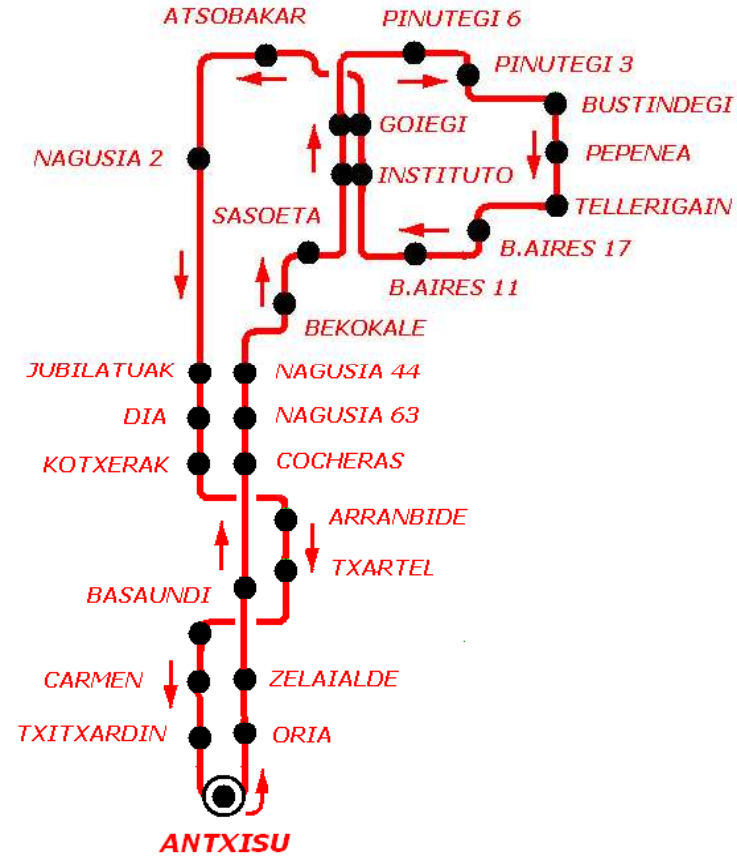 ATSOBAKAR
PINUTEGI 6
PINUTEGI 3
BUSTINDEGI
GOIEGI
NAGUSIA 2
PEPENEA
INSTITUTO
SASOETA
TELLERIGAIN
B.AIRES 17
B.AIRES 11
BEKOKALE
JUBILATUAK
NAGUSIA 44
DIA
NAGUSIA 63
KOTXERAK
COCHERAS
ARRANBIDE
TXARTEL
BASAUNDI
CARMEN
ZELAIALDE
TXITXARDIN
ORIA
ANTXISU